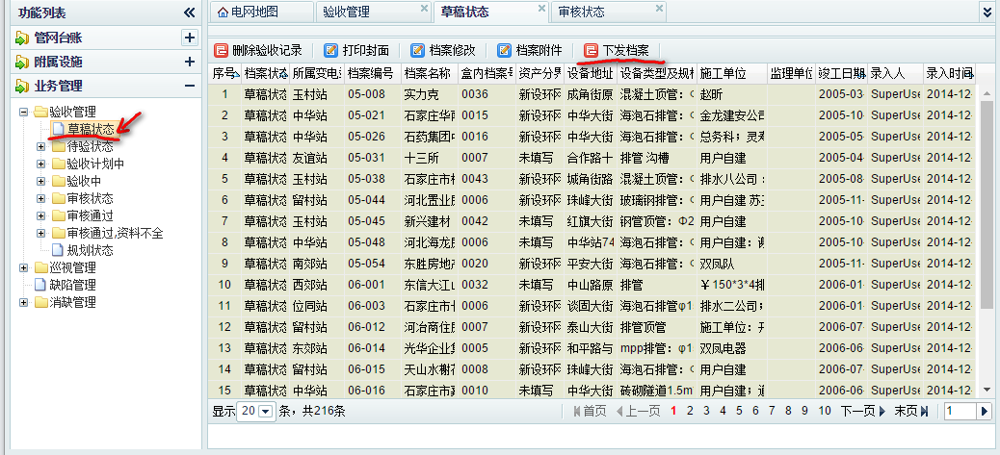 功能列表
管网台账
附属设施
业务管理
验收管理
草稿状态
待验状态
验收计划中
验收中
审核状态
审核通过
审核通过,资料不全
规划状态
巡视管理
缺陷管理
消缺管理
电网地图 验收管理 草稿状态 审核状态
删除验收记录 打印封面 档案修改 档案附件 下发档案
序号 档案状态 所属变电 档案编号 档案名称 盒内档案号 资产分界 设备地址 设备类型及规格 施工单位 监理单位 竣工日期 录入人 录入时间
1 草稿状态 玉村站 05-008 实力克 0036 新设环网 成角街原 混凝土顶管：Φ 赵昕 2005-03- SuperUse 2014-12-
2 草稿状态 中华站 05-021 石家庄华 0015 新设环网 中华大街 海泡石排管：Φ 金龙建安公司 2005-10- SuperUse 2014-12-
3 草稿状态 中华站 05-026 石药集团中 0016 新设环网 中华大街 海泡石排管：Φ 总务科；灵寿 2005-10- SuperUse 2014-12-
4 草稿状态 友谊站 05-031 十三所 0007 未填写 合作路十 排管 沟槽 用户自建 2005-04- SuperUse 2014-12-
5 草稿状态 玉村站 05-038 石家庄市 0043 新设环网 城角街路 混凝土顶管：Φ 排水八公司： 2005-08- SuperUse 2014-12-
6 草稿状态 留村站 05-044 河北置业 0006 新设环网 珠峰大街 玻璃钢排管：Φ 用户自建 苏 2005-11- SuperUse 2014-12-
7 草稿状态 玉村站 05-045 新兴建材 0042 未填写 红旗大街 钢管顶管：Φ2 用户自建 2005-11- SuperUse 2014-12-
8 草稿状态 中华站 05-048 河北海龙 0006 未填写 中华站74 海泡石排管：Φ 用户自建： 2005-06- SuperUse 2014-12-
9 草稿状态 南郊站 05-054 东胜房地产 0020 新设环网 平安大街 海泡石排管：Φ 双凤队 2005-11- SuperUse 2014-12-
10 草稿状态 西郊站 06-001 东信大江 0032 未填写 中山路原 排管 ￥150*3*4排 2006-01- SuperUse 2014-12-
11 草稿状态 位同站 06-003 石家庄市 0006 新设环网 谈固大街 海泡石排管φ1 排水二公司； 2006-01- SuperUse 2014-12-
12 草稿状态 留村站 06-012 河冶商住 0007 未填写 泰山大街 排管顶管 施工单位：开 2006-06- SuperUse 2014-12-
13 草稿状态 东郊站 06-014 光华企业集 0005 新设环网 和平路与 mpp排管：φ1 双凤电器 2006-06- SuperUse 2014-12-
14 草稿状态 留村站 06-015 天山水榭花 0008 新设环网 珠峰大街 海泡石排管：Φ 用户自建 2006-07- SuperUse 2014-12-
15 草稿状态 中华站 06-016 石家庄市 0010 未填写 中华大街 砖砌隧道1.5m 用户自建； 2006-06- SuperUse 2014-12-
显示 20 条，共216条 首页 上一页 1 2 3 4 5 6 7 8 9 10 下一页 末页 1